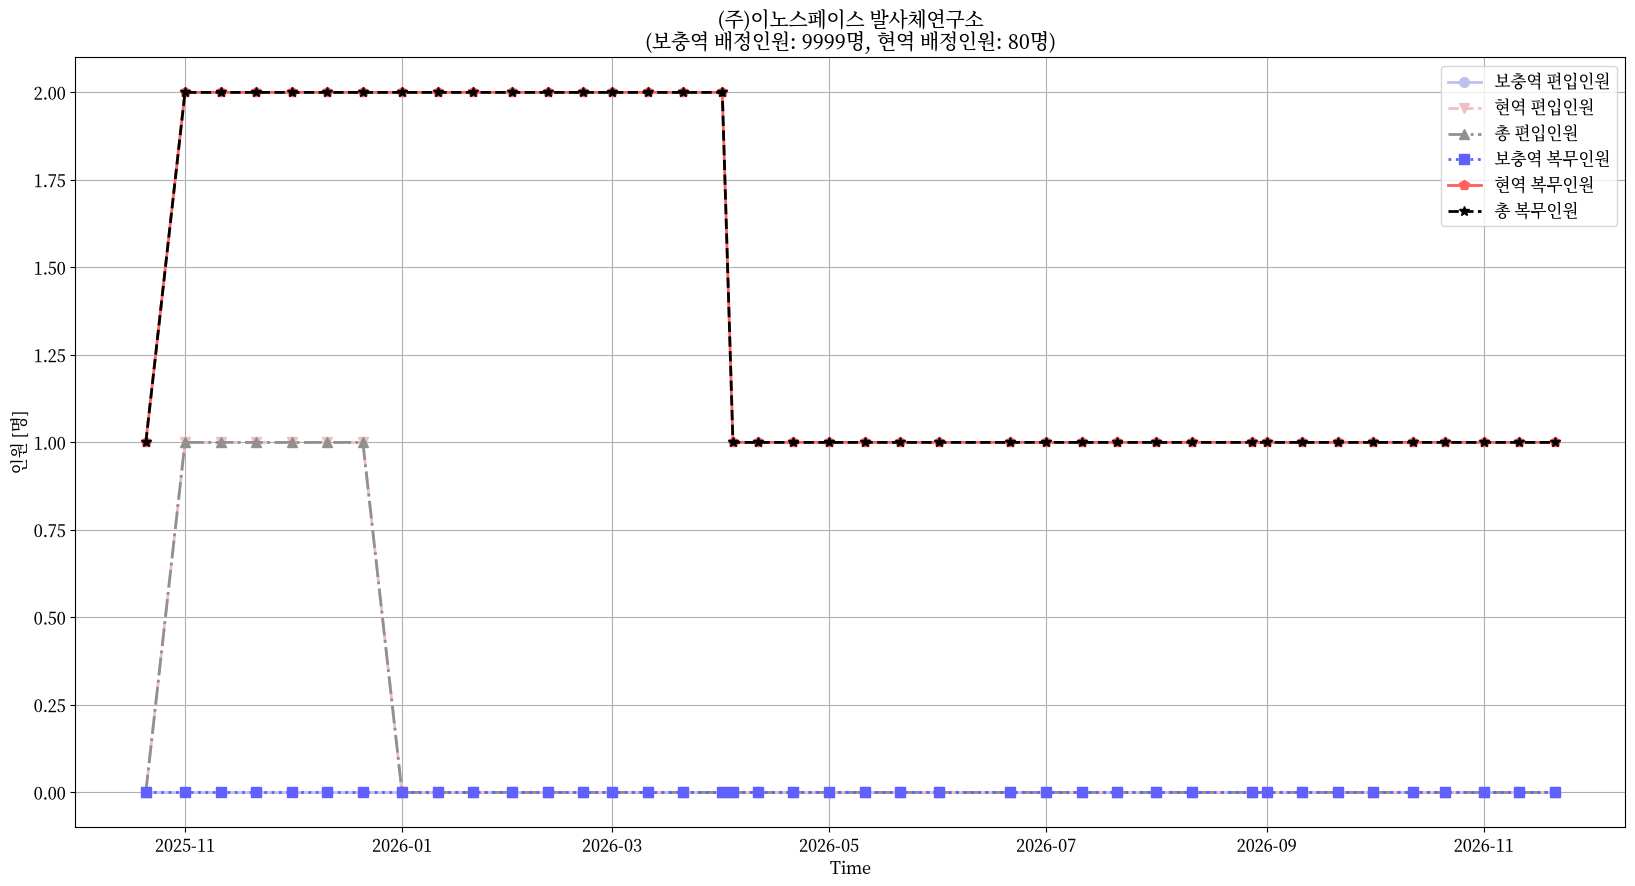 (주)이노스페이스 발사체연구소
(보충역 배정인원: 9999명, 현역 배정인원: 80명)
보충역 편입인원
현역 편입인원
총 편입인원
보충역 복무인원
현역 복무인원
총 복무인원
인원 [명]
2.00
1.75
1.50
1.25
1.00
0.75
0.50
0.25
0.00
2025-11
2026-01
2026-03
2026-05
2026-07
2026-09
2026-11
Time